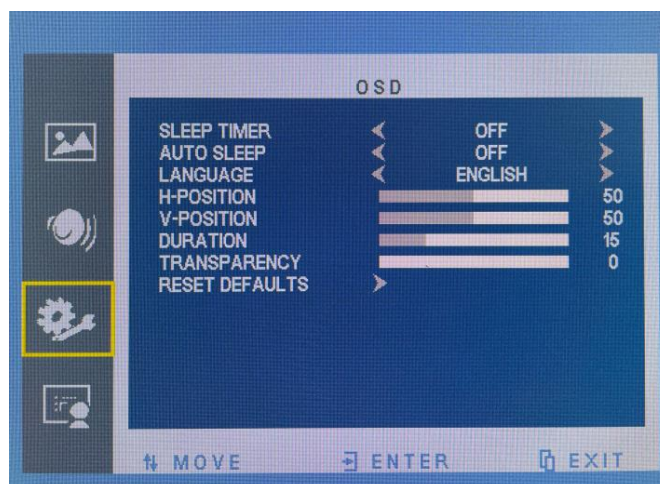 OSD
SLEEP TIMER OFF
AUTO SLEEP OFF
LANGUAGE ENGLISH
H-POSITION 50
V-POSITION 50
DURATION 15
TRANSPARENCY 0
RESET DEFAULTS
MOVE ENTER EXIT